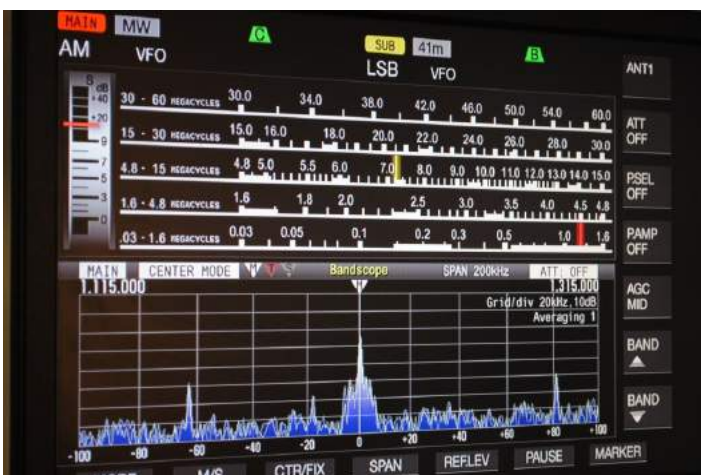 MAIN MW C SUB 41m B
AM VFO LSB VFO ANT1
S
dB
+40
+20
9
7
5
3
0
30 - 60 MEGACYCLES 30.0 34.0 38.0 42.0 46.0 50.0 54.0 60.0
15 - 30 MEGACYCLES 15.0 16.0 18.0 20.0 22.0 24.0 26.0 28.0 30.0
4.8 - 15 MEGACYCLES 4.8 5.0 5.5 6.0 7.0 8.0 9.0 10.0 11.0 12.0 13.0 14.0 15.0
1.6 - 4.8 MEGACYCLES 1.6 1.8 2.0 2.5 3.0 3.5 4.0 4.5 4.8
.03 - 1.6 MEGACYCLES 0.03 0.05 0.1 0.2 0.3 0.5 1.0 1.6
ATT
OFF
P.SEL
OFF
P.AMP
OFF
AGC
MID
BAND
BAND
MAIN CENTER MODE M T S Bandscope SPAN 200kHz ATT: OFF
1.115.000 M 1.315.000
Grid/div 20kHz, 10dB
Averaging 1
-100 -80 -60 -40 -20 0 +20 +40 +60 +80 +100
M/S CTR/FIX SPAN REF.LEV PAUSE MARKER